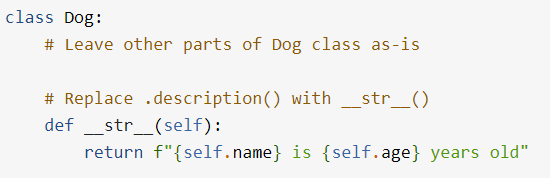 class Dog:
    # Leave other parts of Dog class as-is

    # Replace .description() with __str__()
    def __str__(self):
        return f"{self.name} is {self.age} years old"